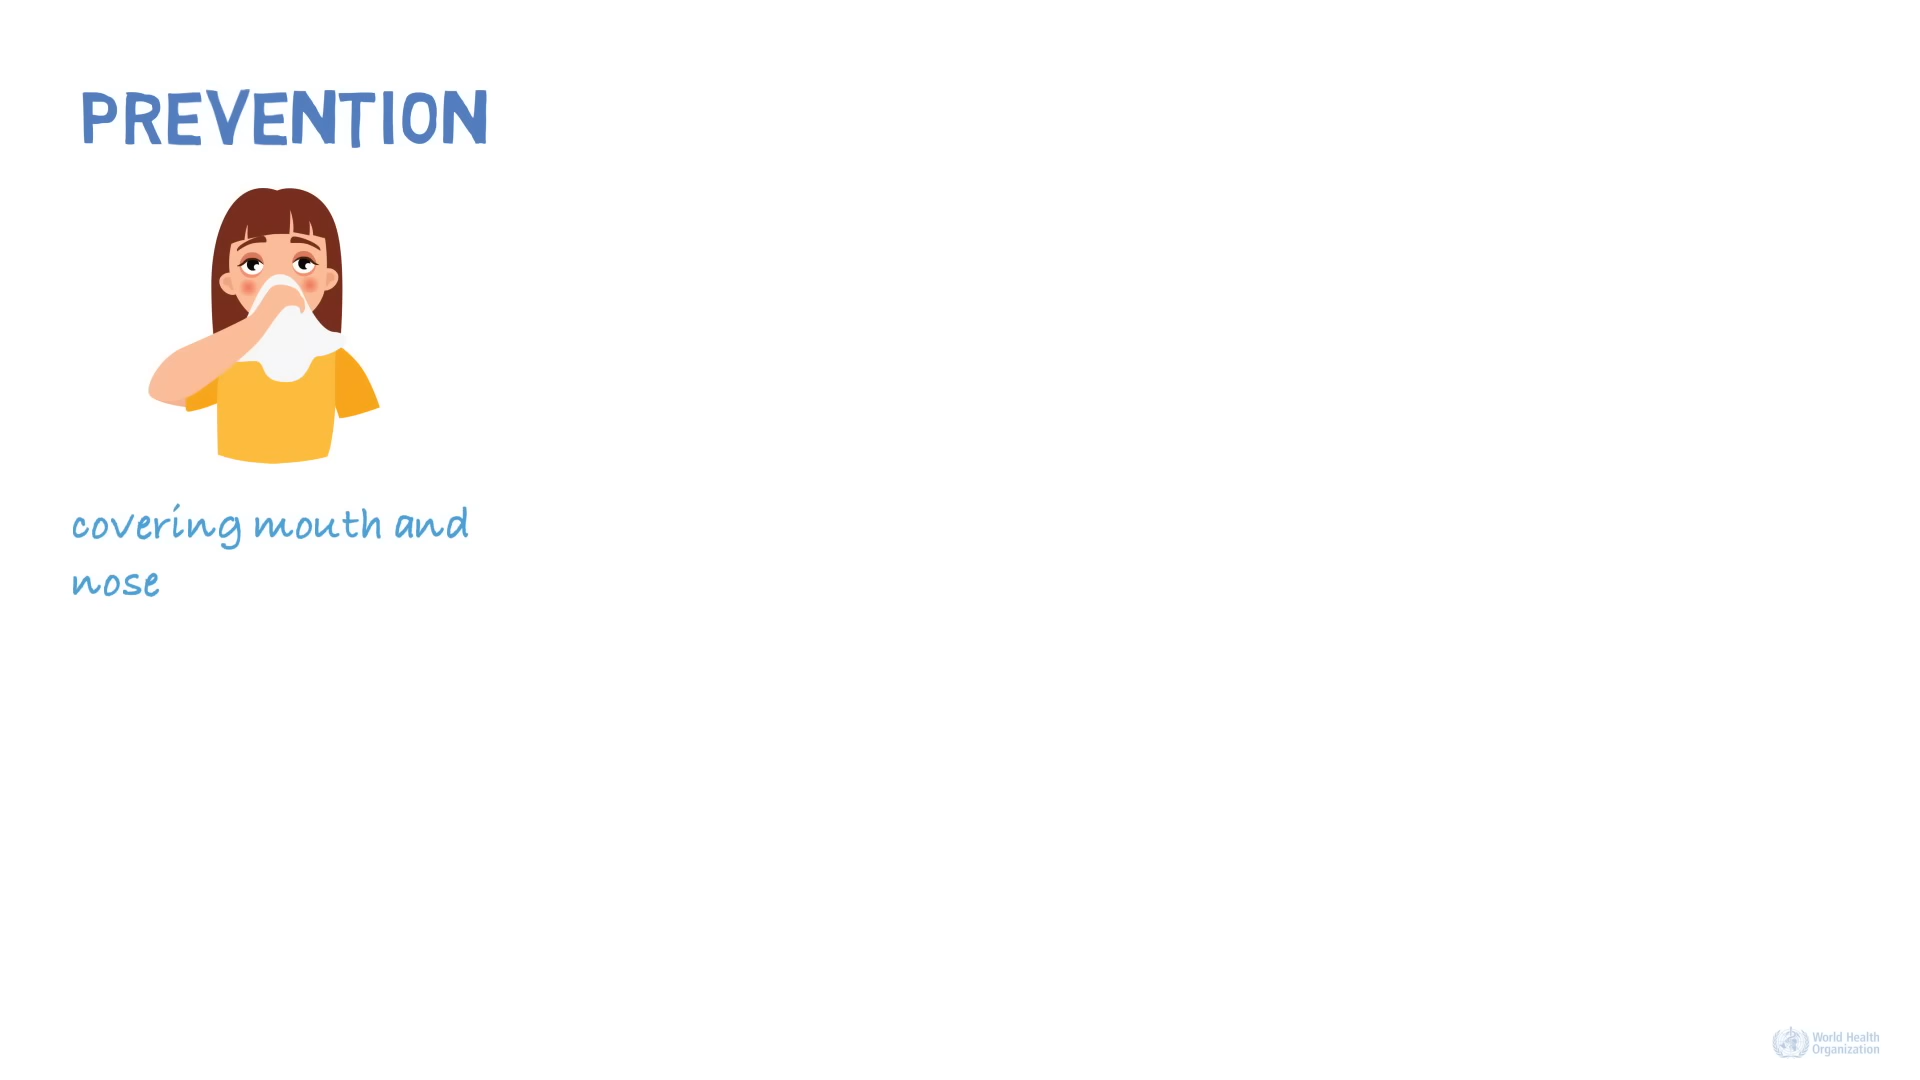 PREVENTION
covering mouth and
nose
World Health
Organization